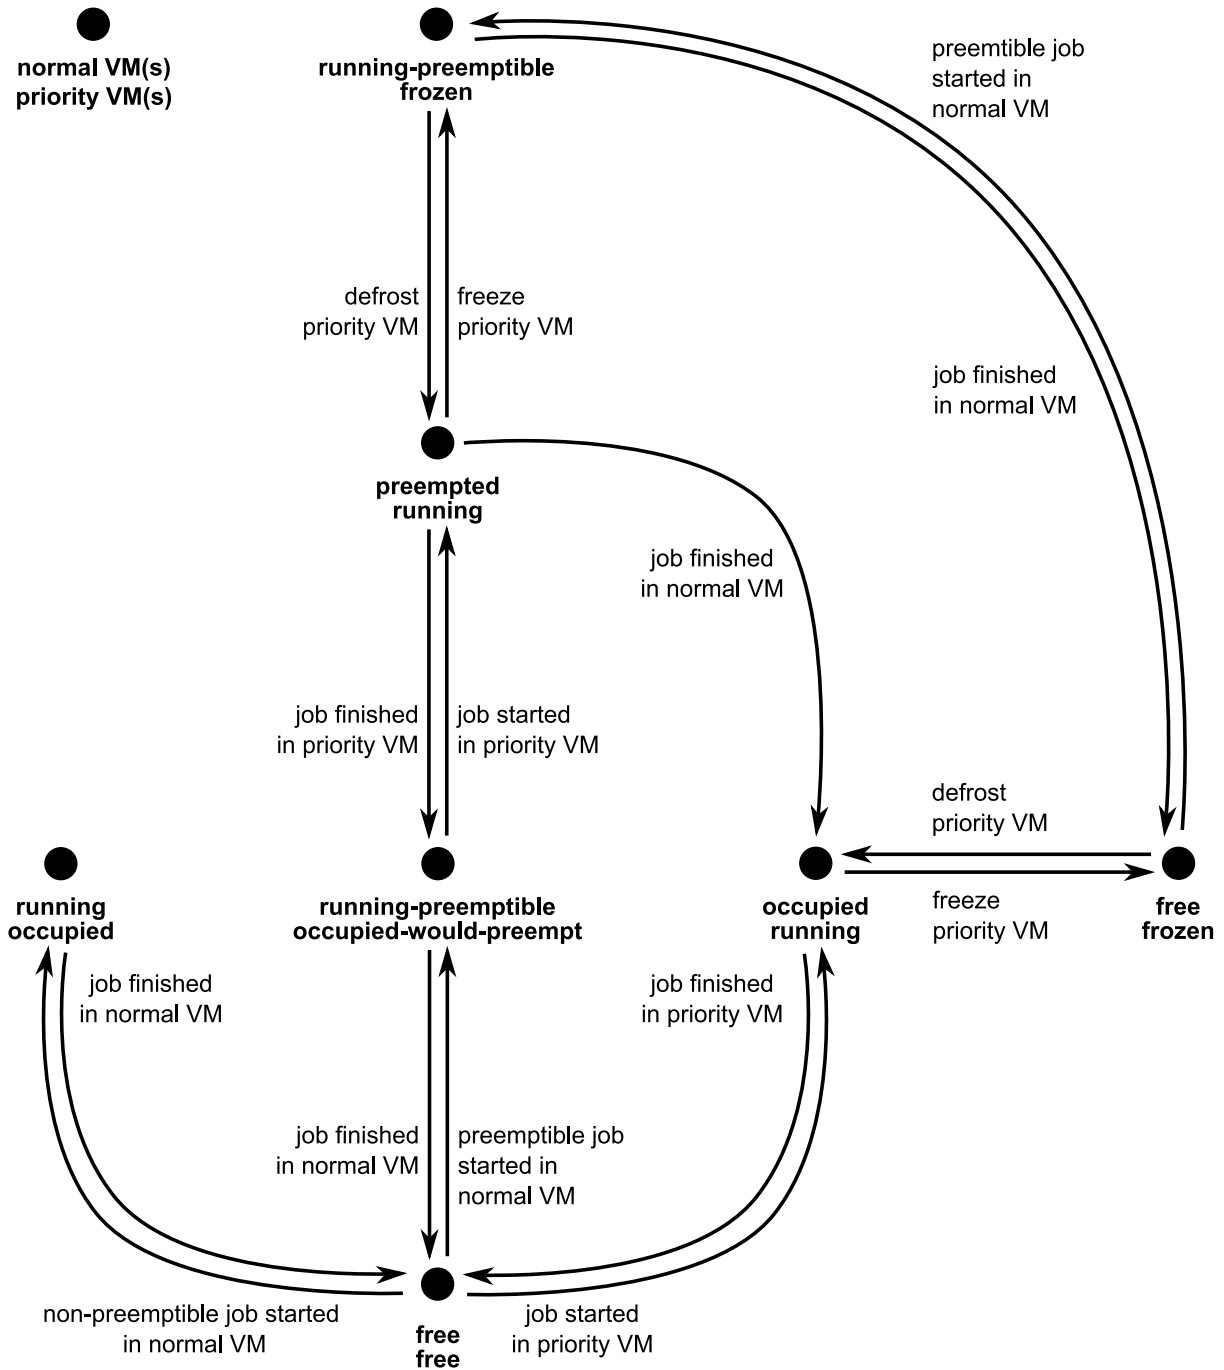 normal VM(s)
priority VM(s)
running-preemptible
frozen
preemtible job
started in
normal VM
defrost
priority VM
freeze
priority VM
job finished
in normal VM
preempted
running
job finished
in normal VM
job finished
in priority VM
job started
in priority VM
defrost
priority VM
running
occupied
running-preemptible
occupied-would-preempt
occupied
running
freeze
priority VM
free
frozen
job finished
in normal VM
job finished
in priority VM
job finished
in normal VM
preemptible job
started in
normal VM
non-preemptible job started
in normal VM
free
free
job started
in priority VM